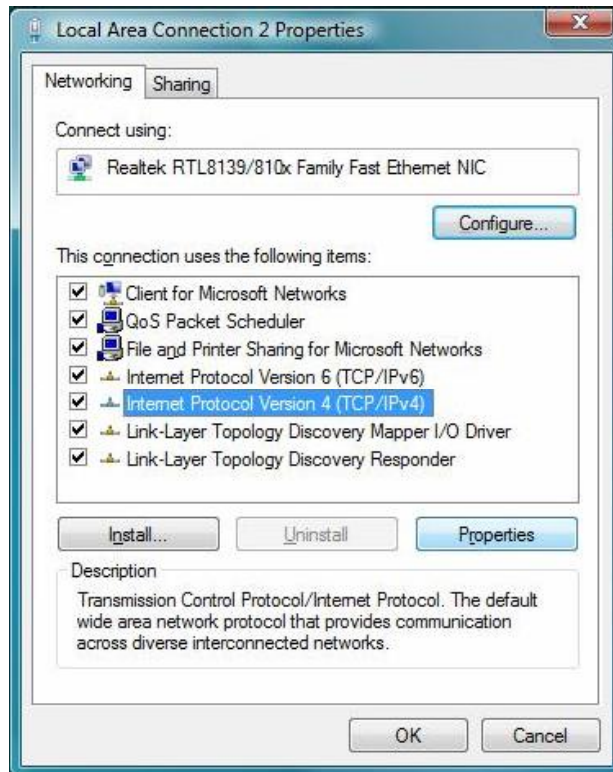 Local Area Connection 2 Properties
Networking
Sharing
Connect using:
Realtek RTL8139/810x Family Fast Ethernet NIC
Configure...
This connection uses the following items:
Client for Microsoft Networks
QoS Packet Scheduler
File and Printer Sharing for Microsoft Networks
Internet Protocol Version 6 (TCP/IPv6)
Internet Protocol Version 4 (TCP/IPv4)
Link-Layer Topology Discovery Mapper I/O Driver
Link-Layer Topology Discovery Responder
Install...
Uninstall
Properties
Description
Transmission Control Protocol/Internet Protocol. The default
wide area network protocol that provides communication
across diverse interconnected networks.
OK
Cancel